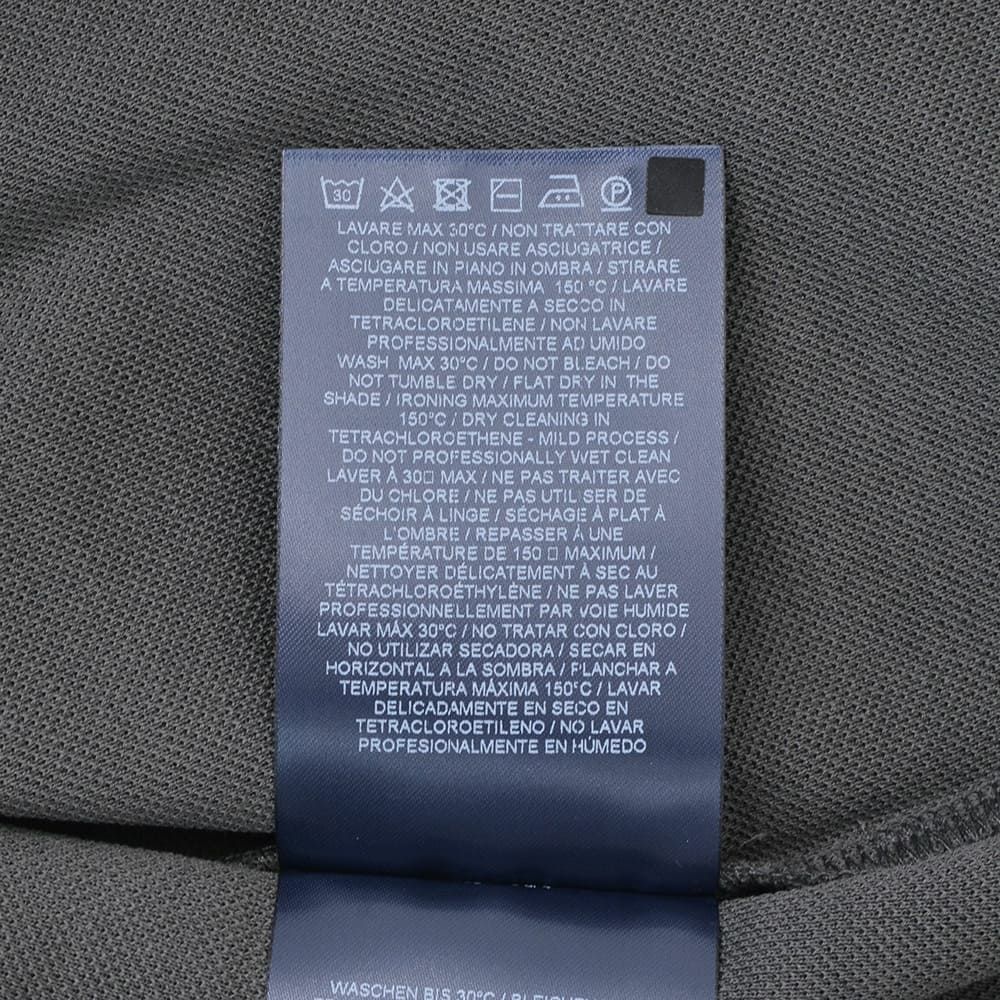 30 P
LAVARE MAX 30°C / NON TRATTARE CON
CLORO / NON USARE ASCIUGATRICE /
ASCIUGARE IN PIANO IN OMBRA / STIRARE
A TEMPERATURA MASSIMA 150 °C / LAVARE
DELICATAMENTE A SECCO IN
TETRACLOROETILENE / NON LAVARE
PROFESSIONALMENTE AD UMIDO
WASH MAX 30°C / DO NOT BLEACH / DO
NOT TUMBLE DRY / FLAT DRY IN THE
SHADE / IRONING MAXIMUM TEMPERATURE
150°C / DRY CLEANING IN
TETRACHLOROETHENE - MILD PROCESS /
DO NOT PROFESSIONALLY WET CLEAN
LAVER À 30□ MAX / NE PAS TRAITER AVEC
DU CHLORE / NE PAS UTILISER DE
SÉCHOIR À LINGE / SÉCHAGE À PLAT À
L'OMBRE / REPASSER À UNE
TEMPÉRATURE DE 150 □ MAXIMUM /
NETTOYER DÉLICATEMENT À SEC AU
TÉTRACHLOROÉTHYLÈNE / NE PAS LAVER
PROFESSIONNELLEMENT PAR VOIE HUMIDE
LAVAR MÁX 30°C / NO TRATAR CON CLORO /
NO UTILIZAR SECADORA / SECAR EN
HORIZONTAL A LA SOMBRA / PLANCHAR A
TEMPERATURA MÁXIMA 150°C / LAVAR
DELICADAMENTE EN SECO EN
TETRACLOROETILENO / NO LAVAR
PROFESIONALMENTE EN HÚMEDO
WASCHEN BIS 30°C / BLEICHEN